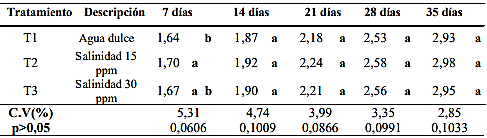 Tratamiento Descripción 7 días 14 días 21 días 28 días 35 días
T1 Agua dulce 1,64 b 1,87 a 2,18 a 2,53 a 2,93 a
T2 Salinidad 15 ppm 1,70 a 1,92 a 2,24 a 2,58 a 2,98 a
T3 Salinidad 30 ppm 1,67 a b 1,90 a 2,21 a 2,56 a 2,95 a
C.V(%) 5,31 4,74 3,99 3,35 2,85
p>0,05 0,0606 0,1009 0,0866 0,0991 0,1033